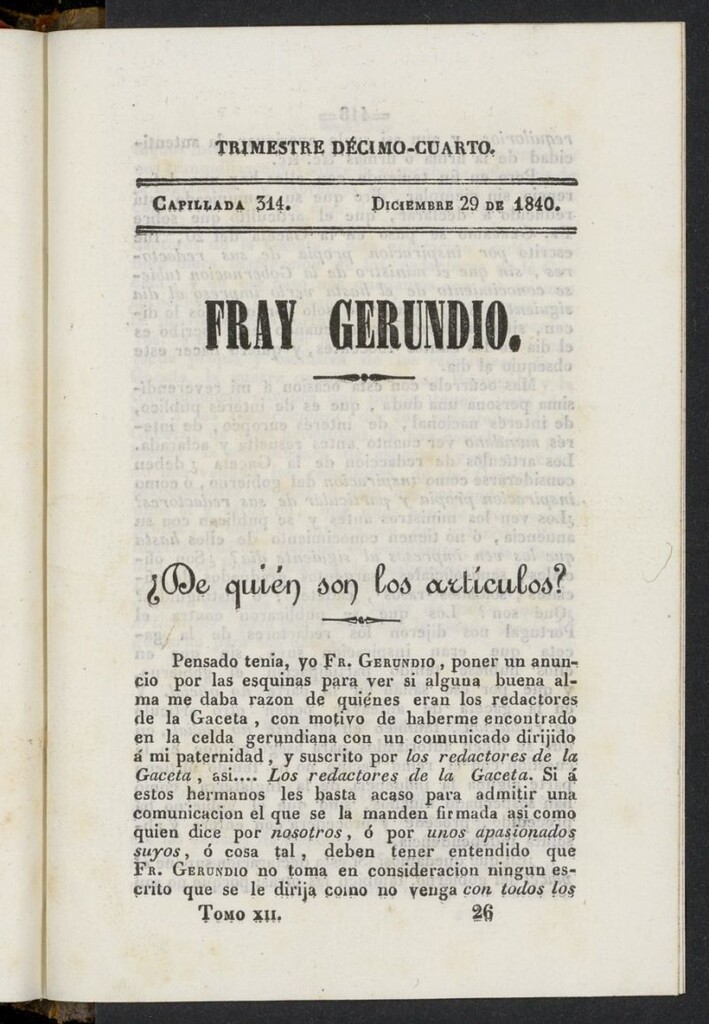 TRIMESTRE DÉCIMO-CUARTO.
CAPILLADA 314. DICIEMBRE 29 DE 1840.
FRAY GERUNDIO.
¿De quién son los artículos?
Pensado tenia, yo FR. GERUNDIO, poner un anun-
cio por las esquinas para ver si alguna buena al-
ma me daba razon de quiénes eran los redactores
de la Gaceta, con motivo de haberme encontrado
en la celda gerundiana con un comunicado dirijido
á mi paternidad, y suscrito por los redactores de la
Gaceta, asi.... Los redactores de la Gaceta. Si á
estos hermanos les basta acaso para admitir una
comunicacion el que se la manden firmada asi como
quien dice por nosotros, ó por unos apasionados
suyos, ó cosa tal, deben tener entendido que
FR. GERUNDIO no toma en consideracion ningun es-
crito que se le dirija como no venga con todos los
TOMO XII. 26